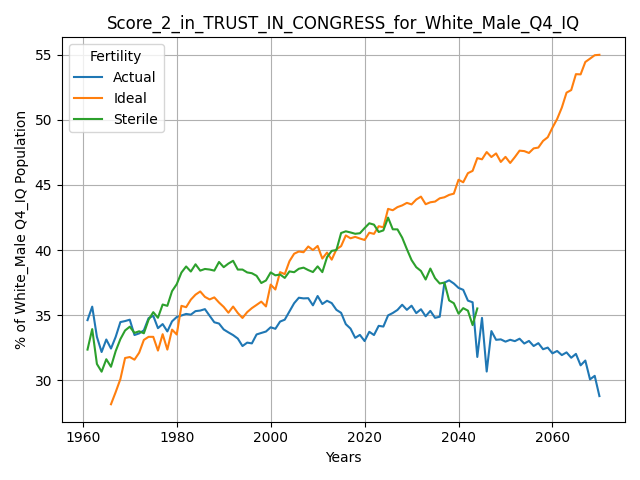 Score_2_in_TRUST_IN_CONGRESS_for_White_Male_Q4_IQ
Fertility
Actual
Ideal
Sterile
% of White_Male Q4_IQ Population
55
50
45
40
35
30
1960
1980
2000
2020
2040
2060
Years